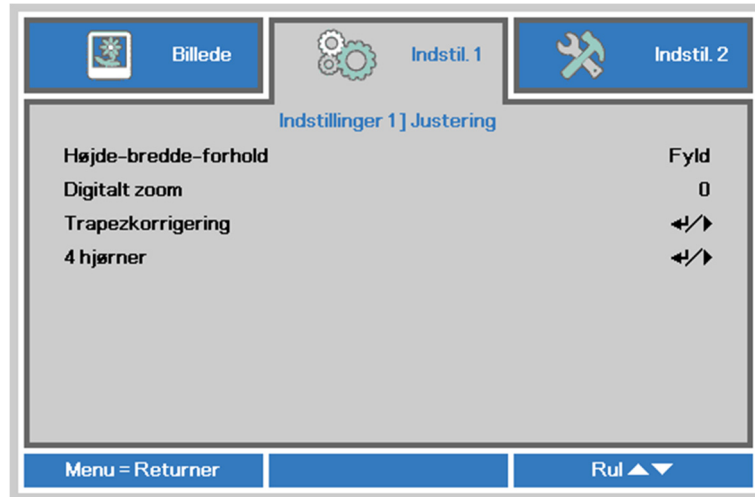 Billede
Indstil. 1
Indstil. 2
Indstillinger 1] Justering
Højde-bredde-forhold Fyld
Digitalt zoom 0
Trapezkorrigering ↵/▶
4 hjørner ↵/▶
Menu = Returner
Rul ▲▼